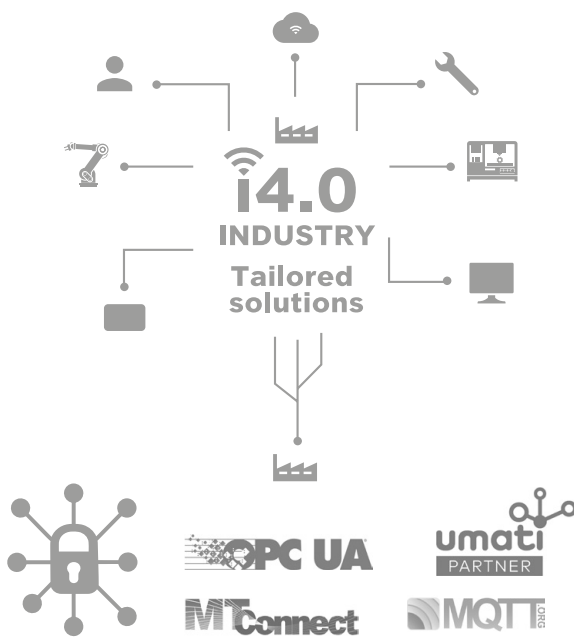 i4.0
INDUSTRY
Tailored
solutions
OPC UA
umati
PARTNER
MTConnect
MQTT
.ORG